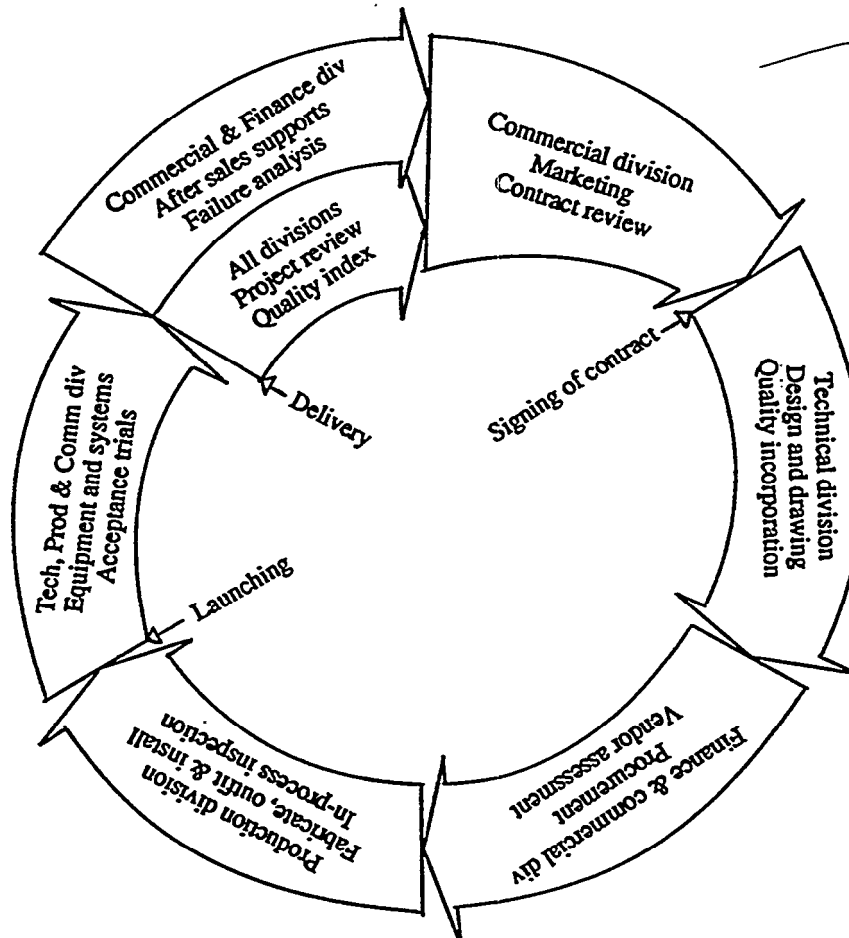 Commercial division
Marketing
Contract review
Signing of contract
Technical division
Design and drawing
Quality incorporation
Finance & commercial div
Procurement
Vendor assessment
Production division
Fabricate, outfit & install
In-process inspection
Launching
Tech, Prod & Comm div
Equipment and systems
Acceptance trials
Delivery
Commercial & Finance div
After sales supports
Failure analysis
All divisions
Project review
Quality index